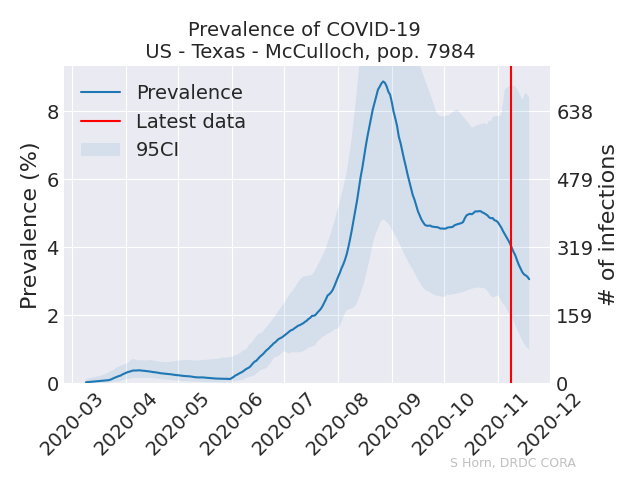 Prevalence of COVID-19
US - Texas - McCulloch, pop. 7984
Prevalence
Latest data
95CI
Prevalence (%)
8
6
4
2
0
# of infections
638
479
319
159
0
2020-03
2020-04
2020-05
2020-06
2020-07
2020-08
2020-09
2020-10
2020-11
2020-12
S Horn, DRDC CORA